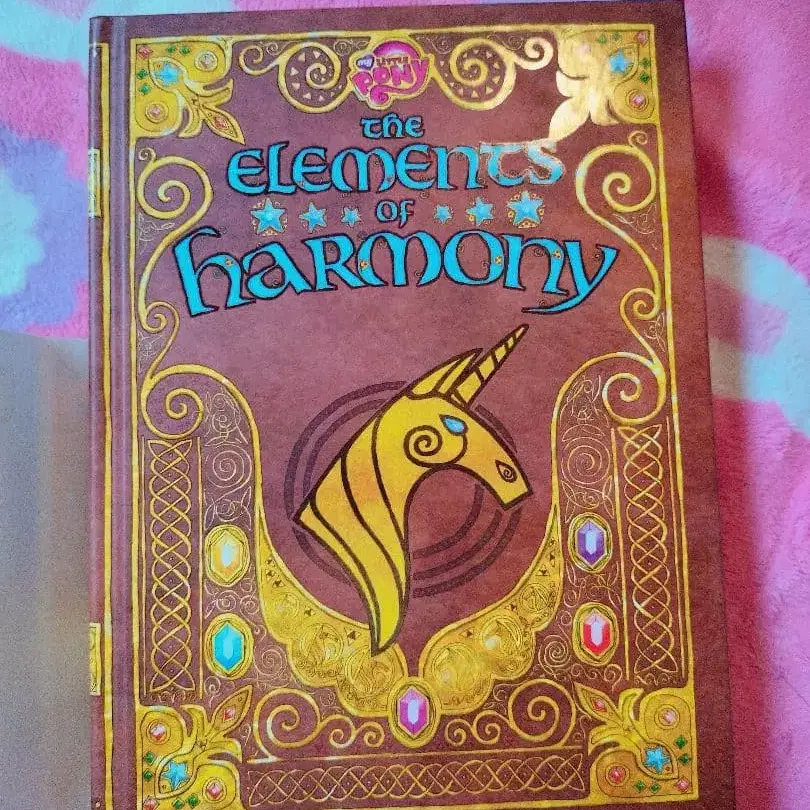 my LITTLE
PONY
the
ELEMENTS
OF
harmony